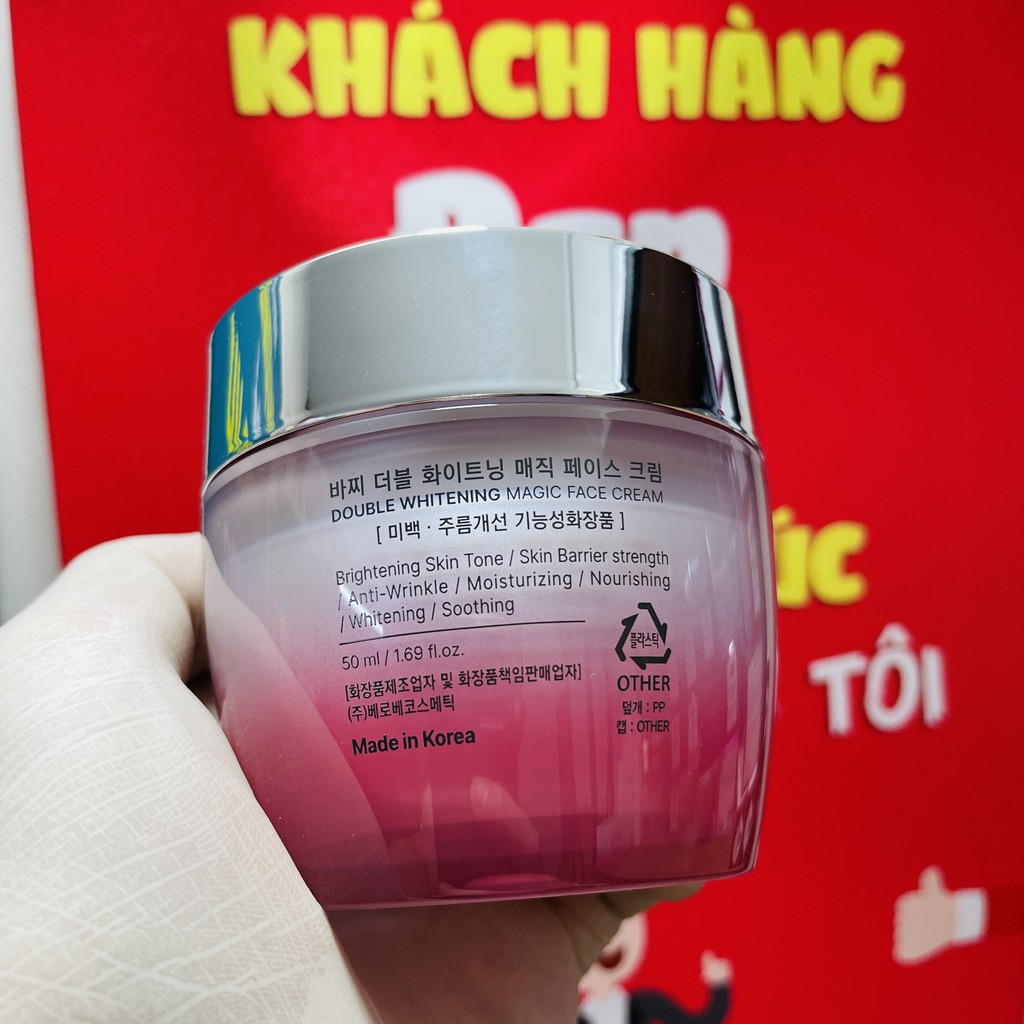 KHÁCH HÀNG
바찌 더블 화이트닝 매직 페이스 크림
DOUBLE WHITENING MAGIC FACE CREAM
[ 미백 · 주름개선 기능성화장품 ]
Brightening Skin Tone / Skin Barrier strength
/ Anti-Wrinkle / Moisturizing / Nourishing
/ Whitening / Soothing
50 ml / 1.69 fl.oz.
[화장품제조업자 및 화장품책임판매업자]
(주)베로베코스메틱
Made in Korea
플라스틱
OTHER
덮개 : PP
캡 : OTHER
TÔI